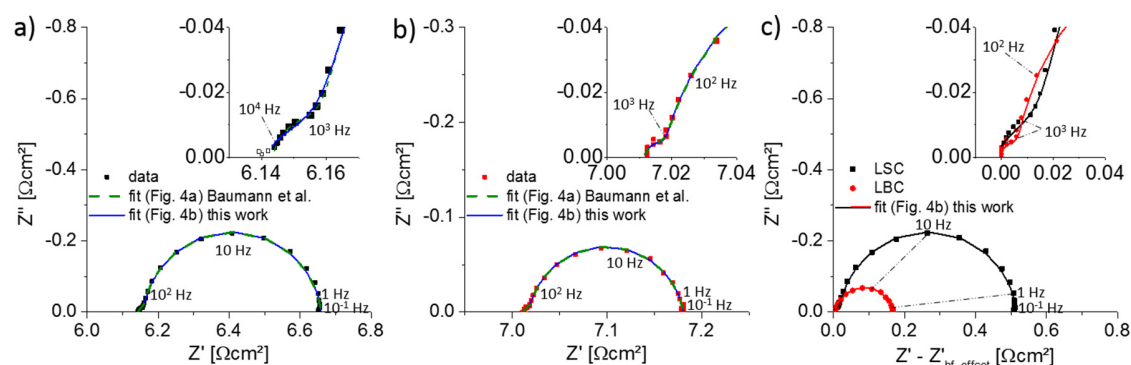 a)
-0.8
-0.6
-0.4
-0.2
0.0
Z'' [Ωcm²]
6.0
6.2
6.4
6.6
6.8
Z' [Ωcm²]
-0.04
-0.02
0.00
6.14
6.16
10⁴ Hz
10³ Hz
data
fit (Fig. 4a) Baumann et al.
fit (Fig. 4b) this work
10² Hz
10 Hz
1 Hz
10⁻¹ Hz
b)
-0.3
-0.2
-0.1
0.0
Z'' [Ωcm²]
7.0
7.1
7.2
Z' [Ωcm²]
-0.04
-0.02
0.00
7.00
7.02
7.04
10³ Hz
10² Hz
data
fit (Fig. 4a) Baumann et al.
fit (Fig. 4b) this work
10² Hz
10 Hz
1 Hz
10⁻¹ Hz
c)
-0.8
-0.6
-0.4
-0.2
0.0
Z'' [Ωcm²]
0.0
0.2
0.4
0.6
0.8
Z' - Z'hf_offset [Ωcm²]
-0.04
-0.02
0.00
0.00
0.02
0.04
10² Hz
10³ Hz
LSC
LBC
fit (Fig. 4b) this work
10 Hz
1 Hz
10⁻¹ Hz